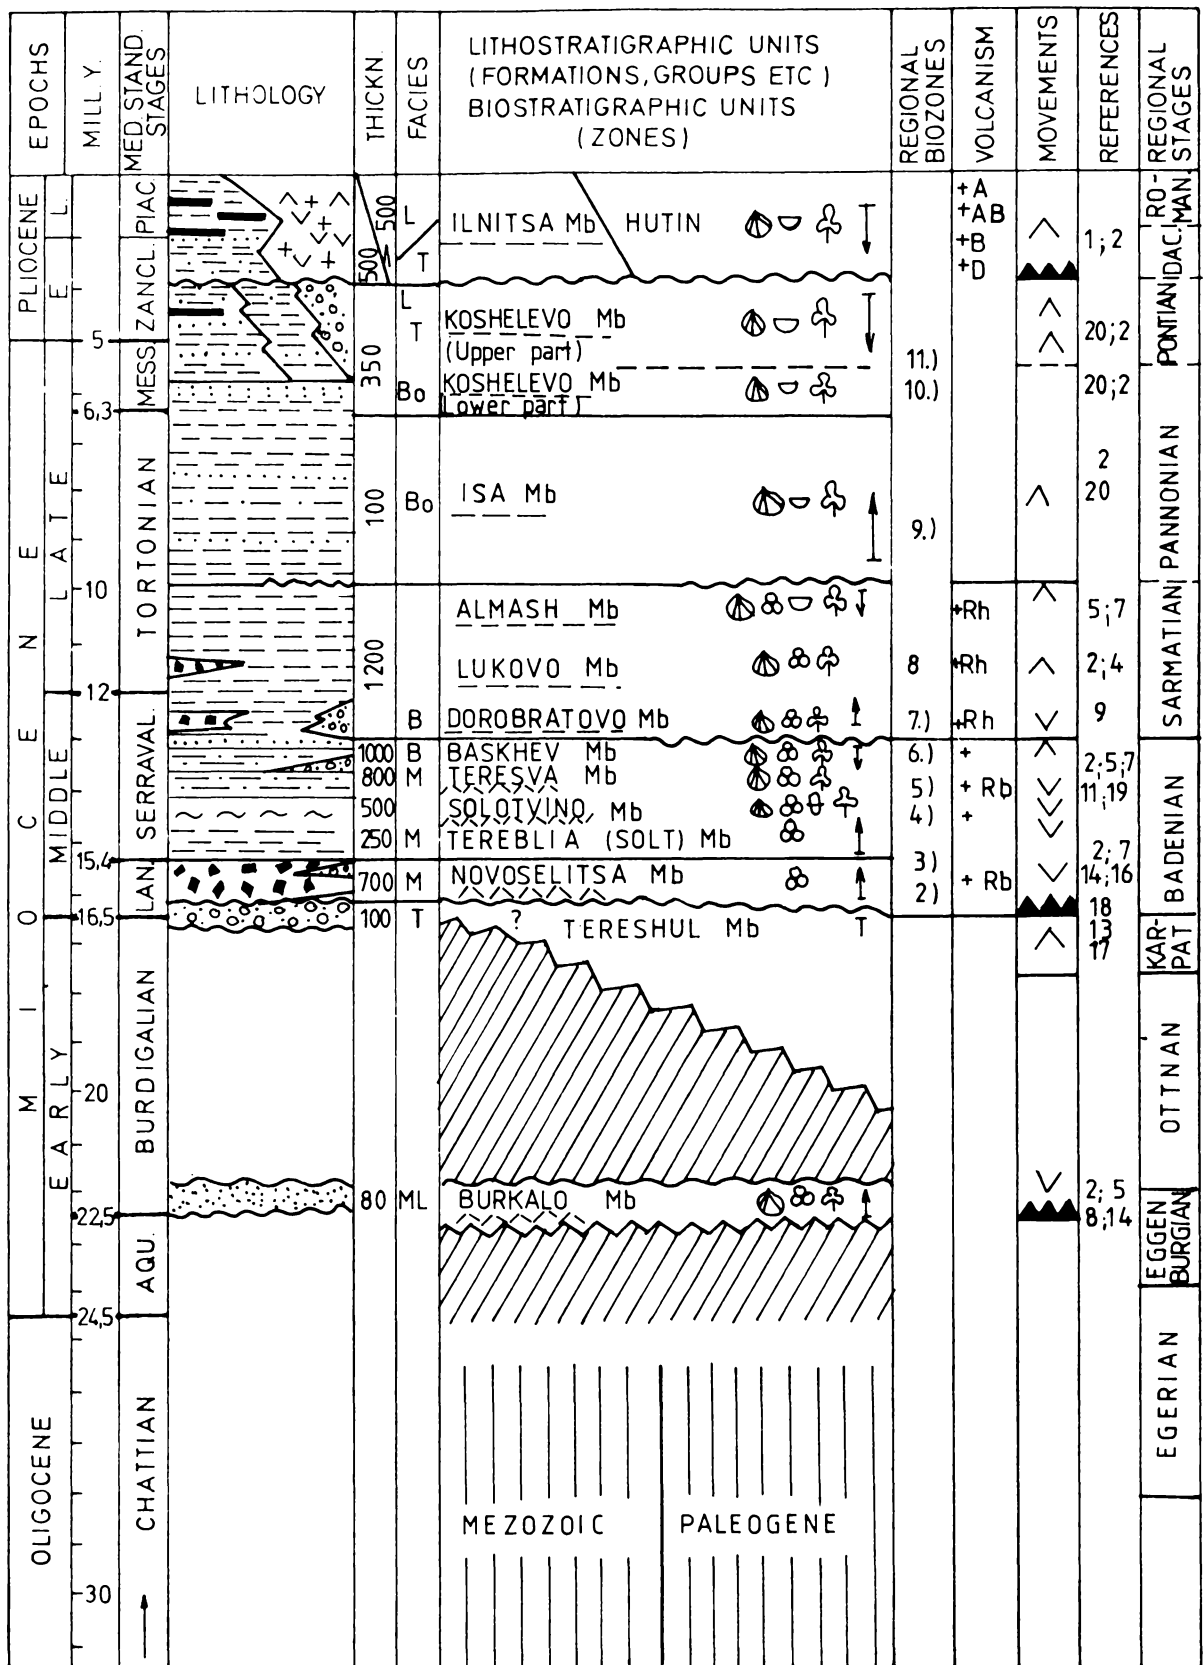 EPOCHS
MILL. Y.
MED. STAND. STAGES
LITHOLOGY
THICKN.
FACIES
LITHOSTRATIGRAPHIC UNITS
(FORMATIONS, GROUPS ETC)
BIOSTRATIGRAPHIC UNITS
(ZONES)
REGIONAL BIOZONES
VOLCANISM
MOVEMENTS
REFERENCES
REGIONAL STAGES
PLIOCENE
L.
E.
PIAC.
ZANCL.
500
500
L
T
ILNITSA Mb HUTIN
+A
+AB
+B
+D
1;2
RO-MAN.
DAC.
L
T
KOSHELEVO Mb
(Upper part)
20;2
PONTIAN
5
MESS.
350
11.)
10.)
Bo
KOSHELEVO Mb
Lower part)
20;2
6,3
MIOCENE
LATE
TORTONIAN
100
Bo
ISA Mb
9.)
2
20
PANNONIAN
10
ALMASH Mb
+Rh
5;7
SARMATIAN
1200
LUKOVO Mb
8
+Rh
2;4
12
B
DOROBRATOVO Mb
7.)
+Rh
9
MIDDLE
SERRAVAL.
1000 B BASKHEV Mb
6.)
+
2;5;7
800 M TERESVA Mb
5)
+ Rb
11;19
BADENIAN
500 SOLOTVINO Mb
4)
+
250 M TEREBLIA (SOLT) Mb
15,4
LAN.
3)
2)
2;7
700 M NOVOSELITSA Mb
+ Rb
14;16
18
16,5
100 T ? TERESHUL Mb T
13
17
KAR-PAT
EARLY
BURDIGALIAN
20
OTTNAN
80 ML BURKALO Mb
2;5
8;14
22,5
AQU.
EGGEN BURGIAN
24,5
OLIGOCENE
CHATTIAN
EGERIAN
MEZOZOIC PALEOGENE
30